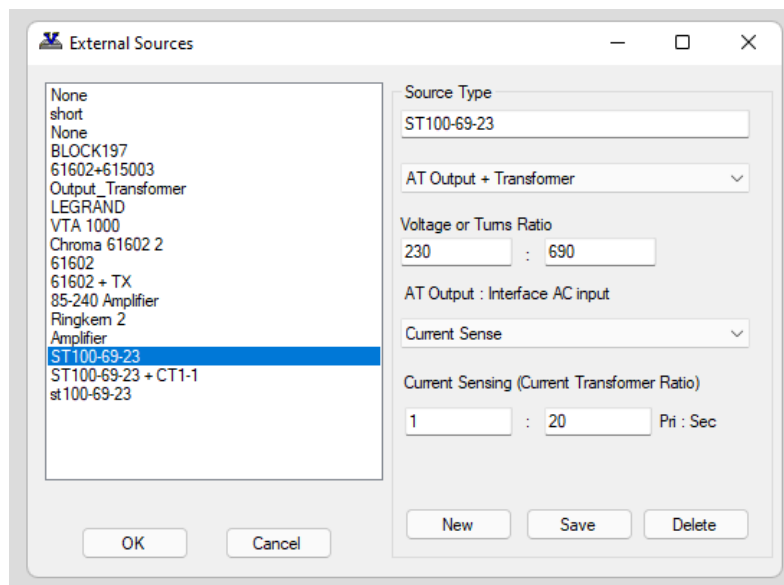 External Sources
None
short
None
BLOCK197
61602+615003
Output_Transformer
LEGRAND
VTA 1000
Chroma 61602 2
61602
61602 + TX
85-240 Amplifier
Ringkern 2
Amplifier
ST100-69-23
ST100-69-23 + CT1-1
st100-69-23
OK Cancel
Source Type
ST100-69-23
AT Output + Transformer
Voltage or Turns Ratio
230 : 690
AT Output : Interface AC input
Current Sense
Current Sensing (Current Transformer Ratio)
1 : 20 Pri : Sec
New Save Delete